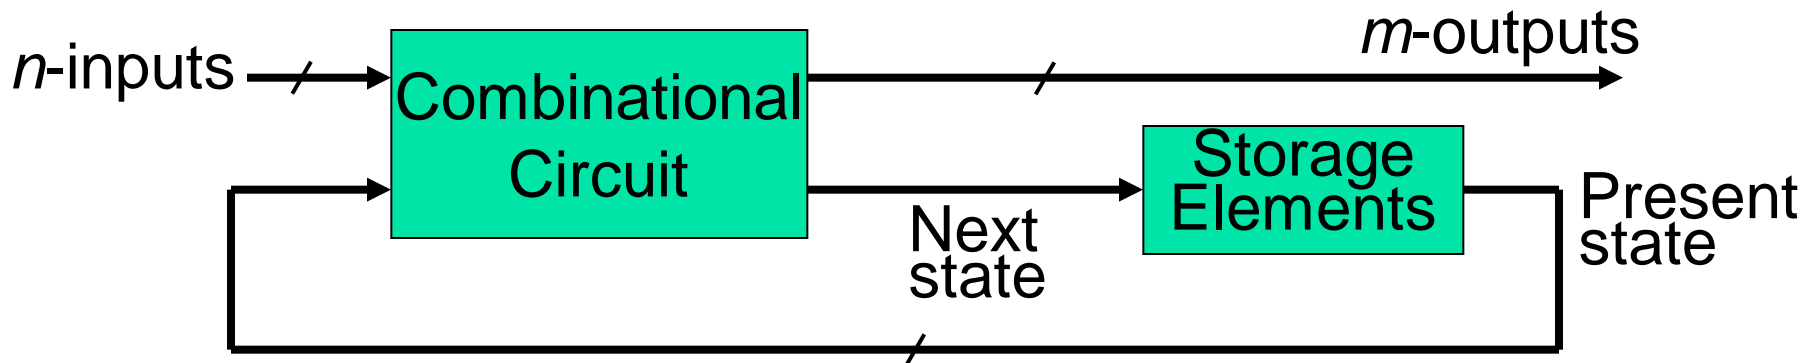 n-inputs
Combinational
Circuit
m-outputs
Storage
Elements
Next
state
Present
state